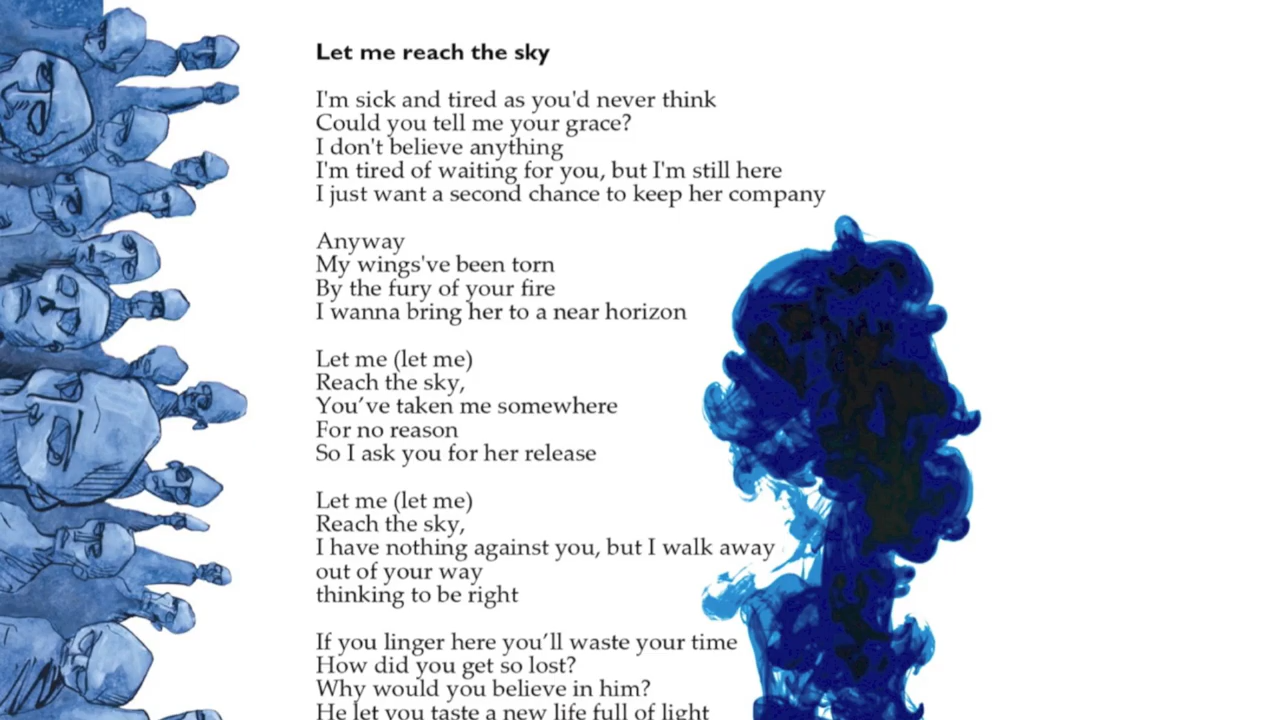 Let me reach the sky
I'm sick and tired as you'd never think
Could you tell me your grace?
I don't believe anything
I'm tired of waiting for you, but I'm still here
I just want a second chance to keep her company
Anyway
My wings've been torn
By the fury of your fire
I wanna bring her to a near horizon
Let me (let me)
Reach the sky,
You’ve taken me somewhere
For no reason
So I ask you for her release
Let me (let me)
Reach the sky,
I have nothing against you, but I walk away
out of your way
thinking to be right
If you linger here you’ll waste your time
How did you get so lost?
Why would you believe in him?
He let you taste a new life full of light